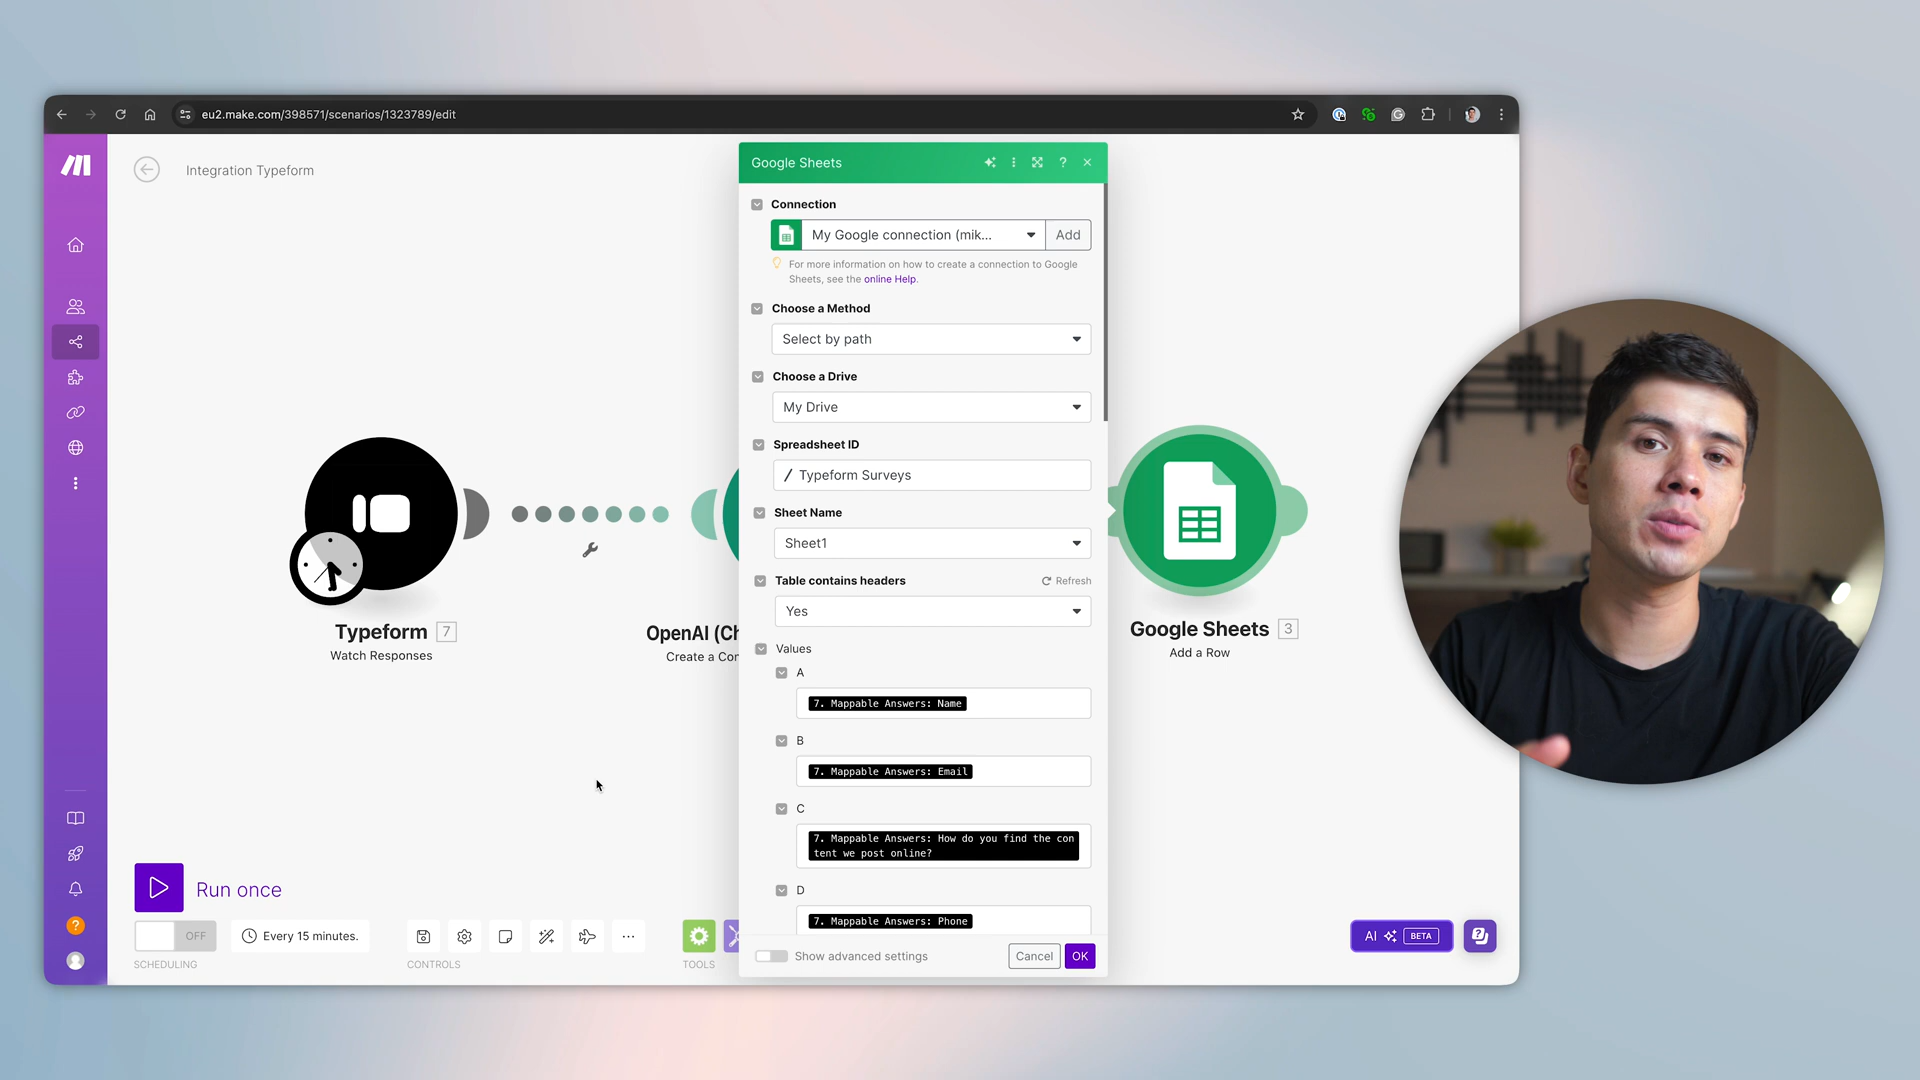 eu2.make.com/398571/scenarios/1323789/edit
Integration Typeform
Google Sheets
?
Connection
My Google connection (mik...
Add
For more information on how to create a connection to Google
Sheets, see the online Help.
Choose a Method
Select by path
Choose a Drive
My Drive
Spreadsheet ID
/ Typeform Surveys
Sheet Name
Sheet1
Table contains headers
Refresh
Yes
Values
A
7. Mappable Answers: Name
B
7. Mappable Answers: Email
C
7. Mappable Answers: How do you find the con
tent we post online?
D
7. Mappable Answers: Phone
Show advanced settings
Cancel
OK
Typeform 7
Watch Responses
OpenAI (Ch
Create a Con
Google Sheets 3
Add a Row
Run once
OFF
Every 15 minutes.
SCHEDULING
CONTROLS
TOOLS
AI
BETA
?
?